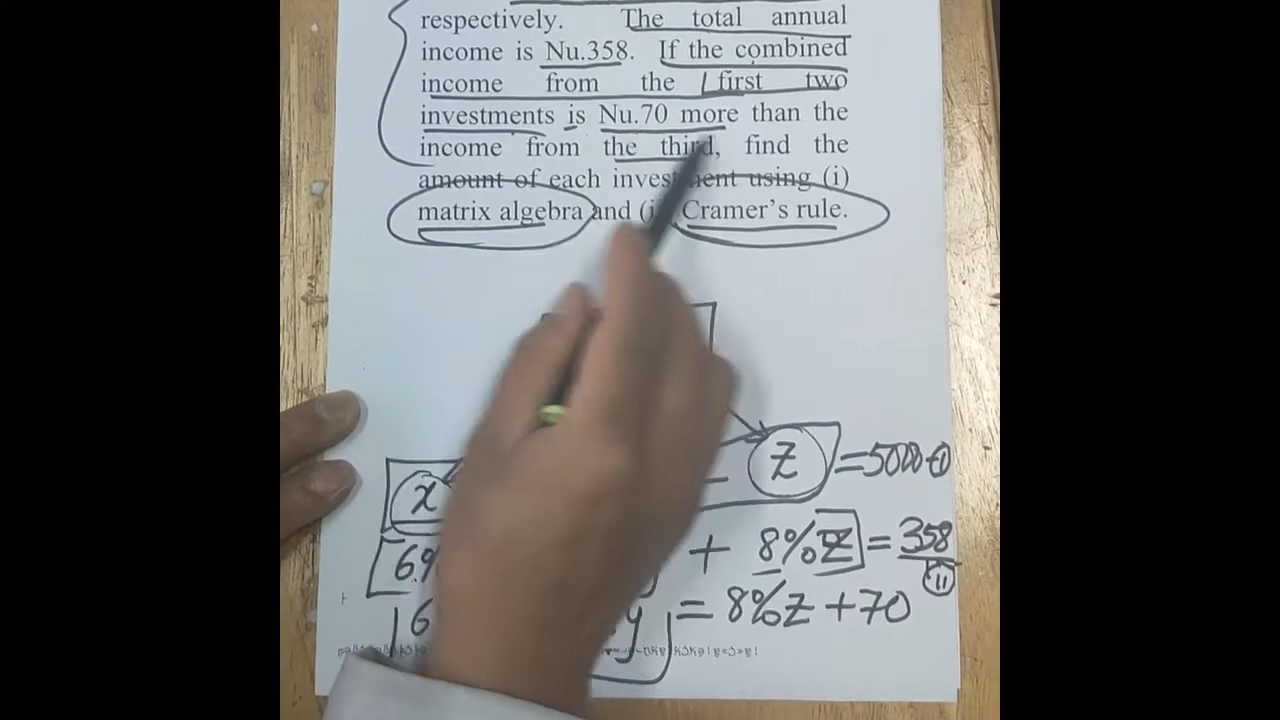 respectively. The total annual
income is Nu.358. If the combined
income from the first two
investments is Nu.70 more than the
income from the third, find the
amount of each investment using (i)
matrix algebra and Cramer's rule.
x z =5000
6% + 8%z = 358
6 y = 8%z +70